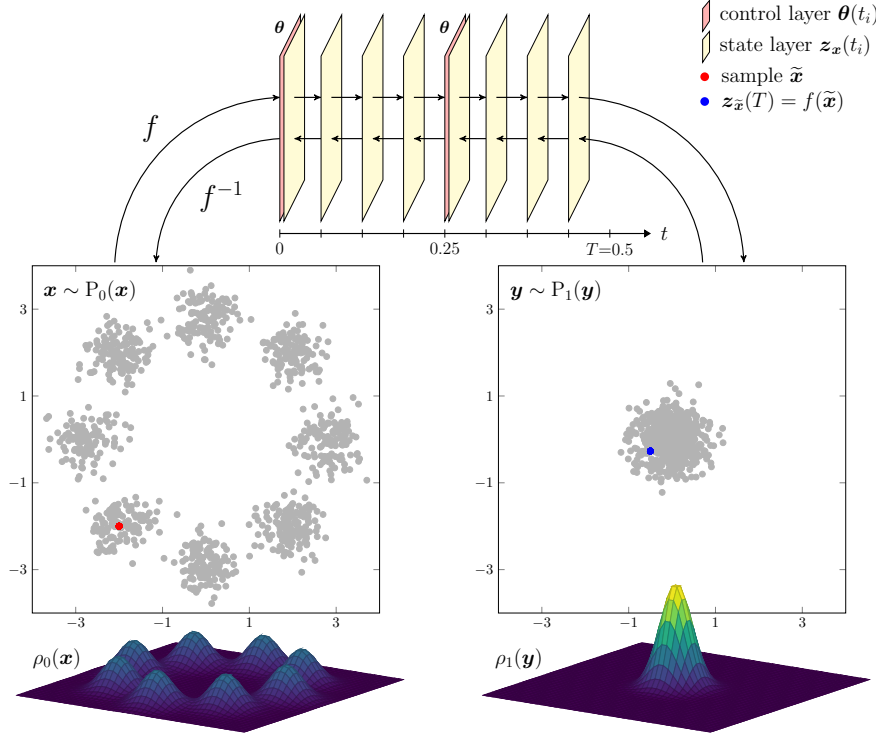 control layer θ(tᵢ)
state layer zₓ(tᵢ)
sample x̃
z_x̃(T) = f(x̃)
θ
θ
f
f⁻¹
t
0
0.25
T=0.5
x ∼ P₀(x)
3
1
−1
−3
−3
−1
1
3
y ∼ P₁(y)
3
1
−1
−3
−3
−1
1
3
ρ₀(x)
ρ₁(y)